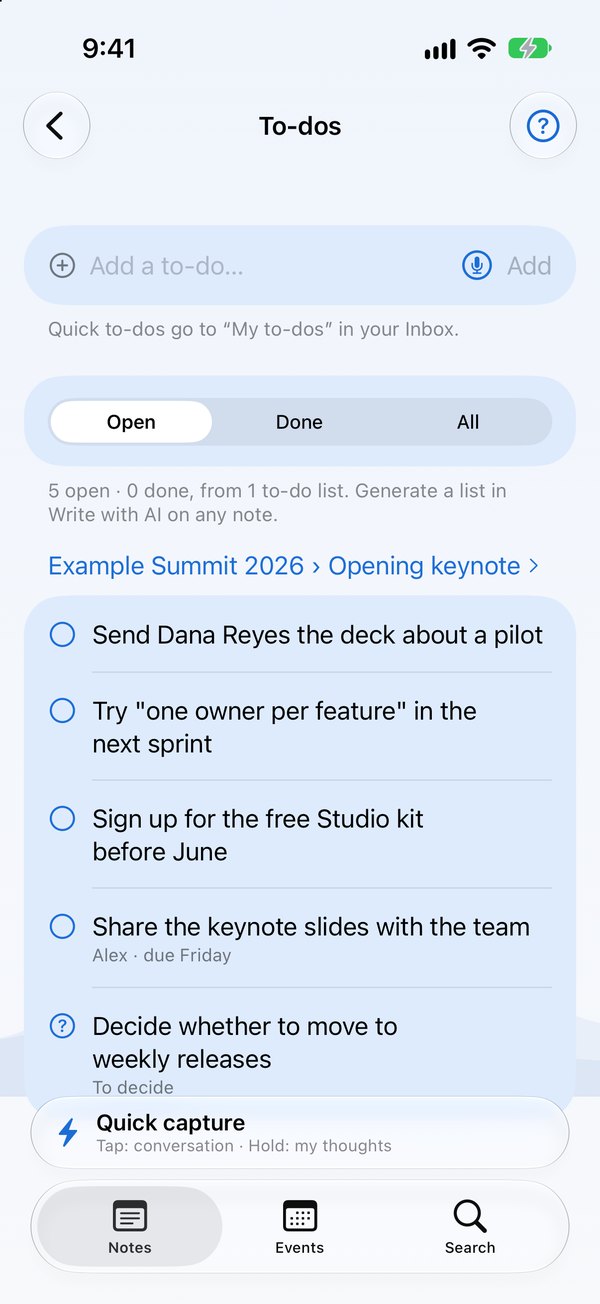 9:41
To-dos
Add a to-do...
Add
Quick to-dos go to “My to-dos” in your Inbox.
Open
Done
All
5 open · 0 done, from 1 to-do list. Generate a list in
Write with AI on any note.
Example Summit 2026 › Opening keynote
Send Dana Reyes the deck about a pilot
Try "one owner per feature" in the
next sprint
Sign up for the free Studio kit
before June
Share the keynote slides with the team
Alex · due Friday
Decide whether to move to
weekly releases
To decide
Quick capture
Tap: conversation · Hold: my thoughts
Notes
Events
Search